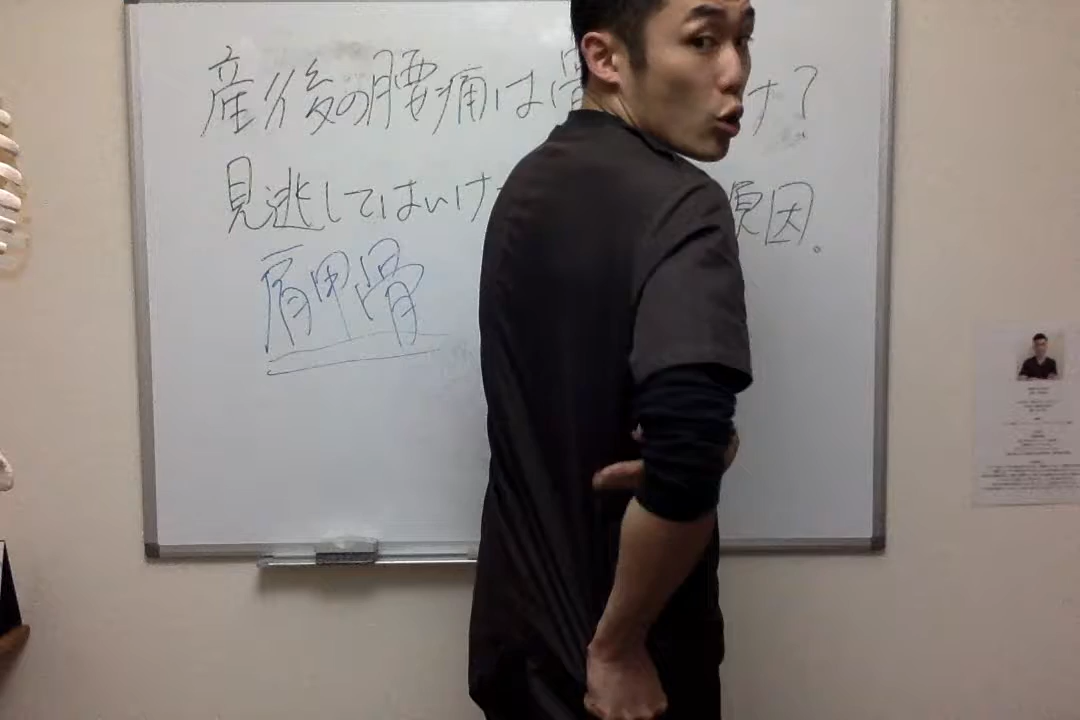 産後の腰痛は骨 け?
見逃してはいけ 原因。
肩甲骨